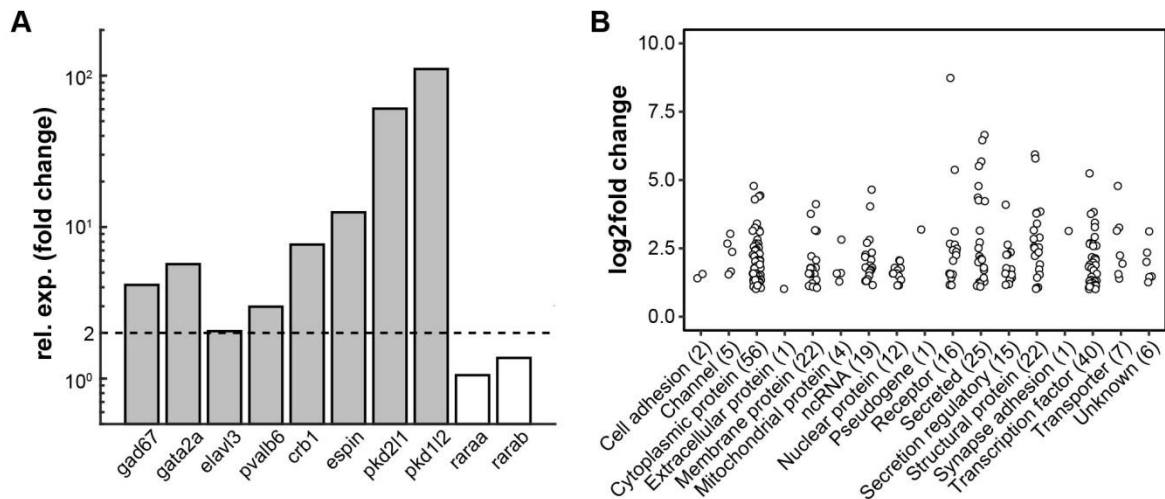 A
rel. exp. (fold change)
10²
10¹
2
10⁰
gad67
gata2a
elavl3
pvalb6
crb1
espin
pkd2l1
pkd1l2
raraa
rarab
B
log2fold change
10.0
7.5
5.0
2.5
0.0
Cell adhesion (2)
Channel (5)
Cytoplasmic protein (56)
Extracellular protein (1)
Membrane protein (22)
Mitochondrial protein (4)
ncRNA (19)
Nuclear protein (12)
Pseudogene (1)
Receptor (16)
Secreted (25)
Secretion regulatory (15)
Structural protein (22)
Synapse adhesion (1)
Transcription factor (40)
Transporter (7)
Unknown (6)